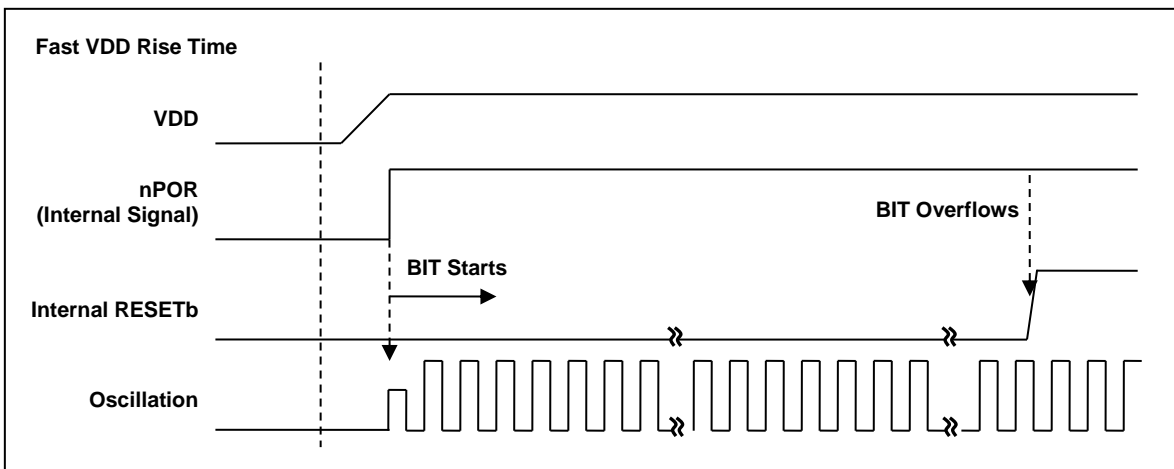 Fast VDD Rise Time
VDD
nPOR
(Internal Signal)
BIT Overflows
BIT Starts
Internal RESETb
Oscillation